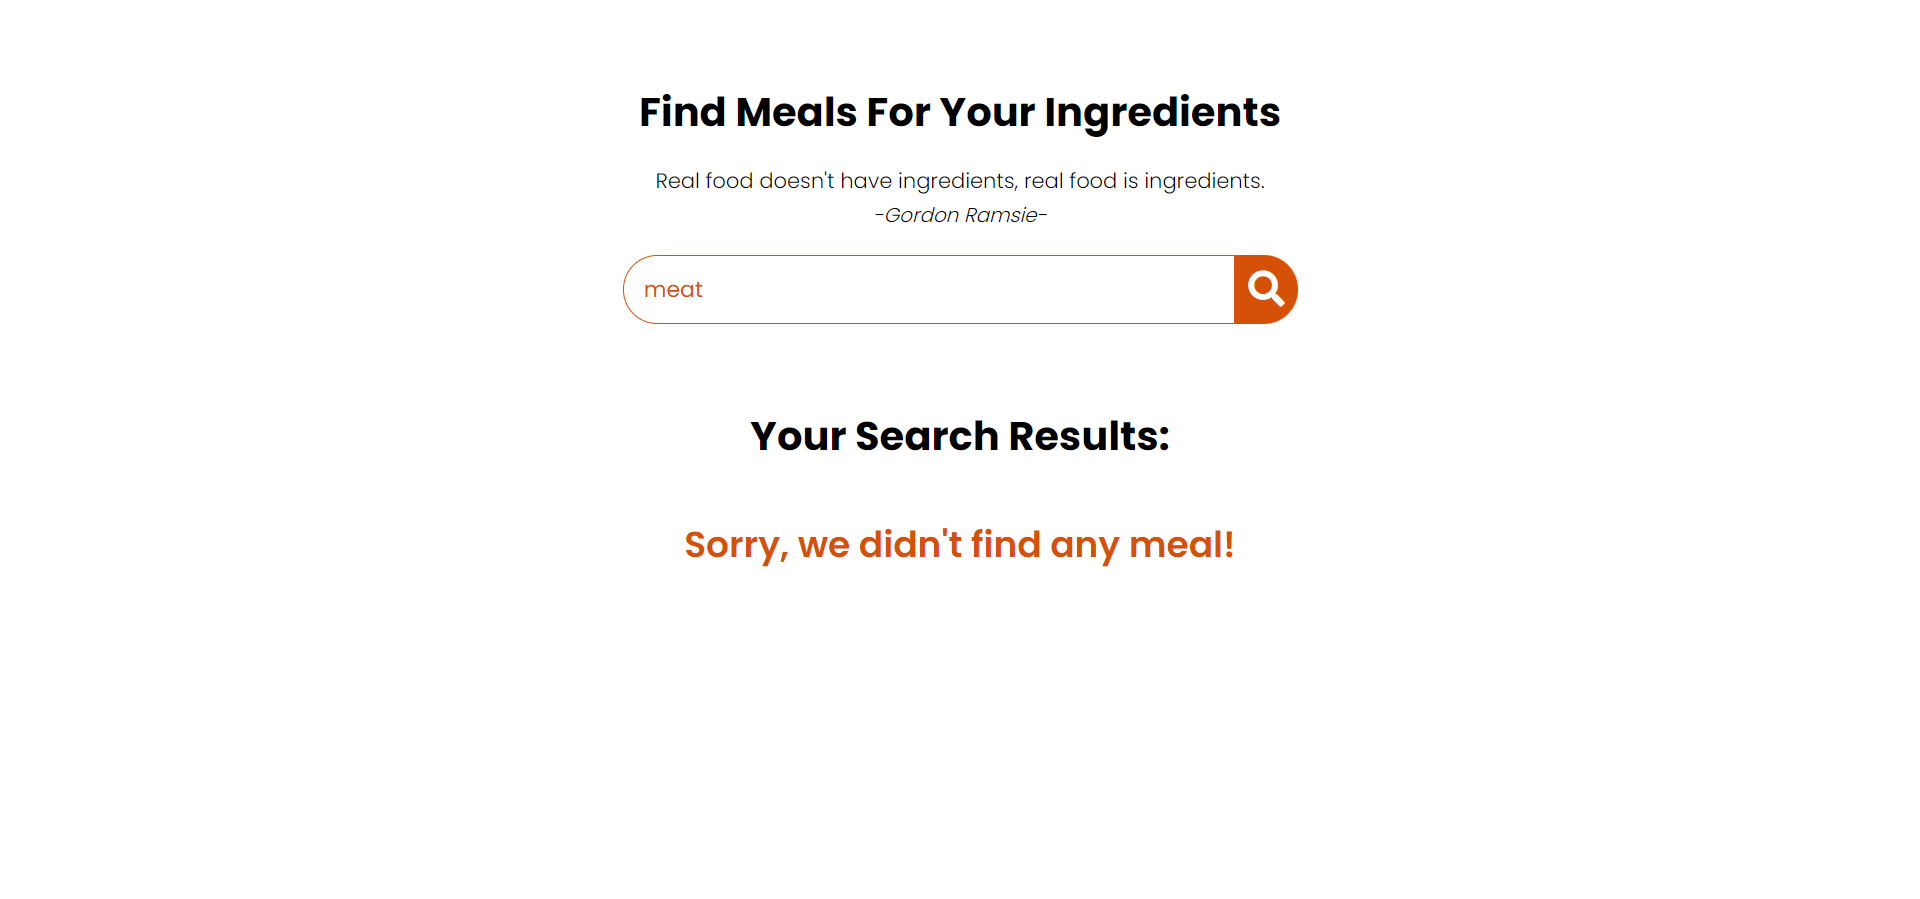 Find Meals For Your Ingredients
Real food doesn't have ingredients, real food is ingredients.
-Gordon Ramsie-
meat
Your Search Results:
Sorry, we didn't find any meal!